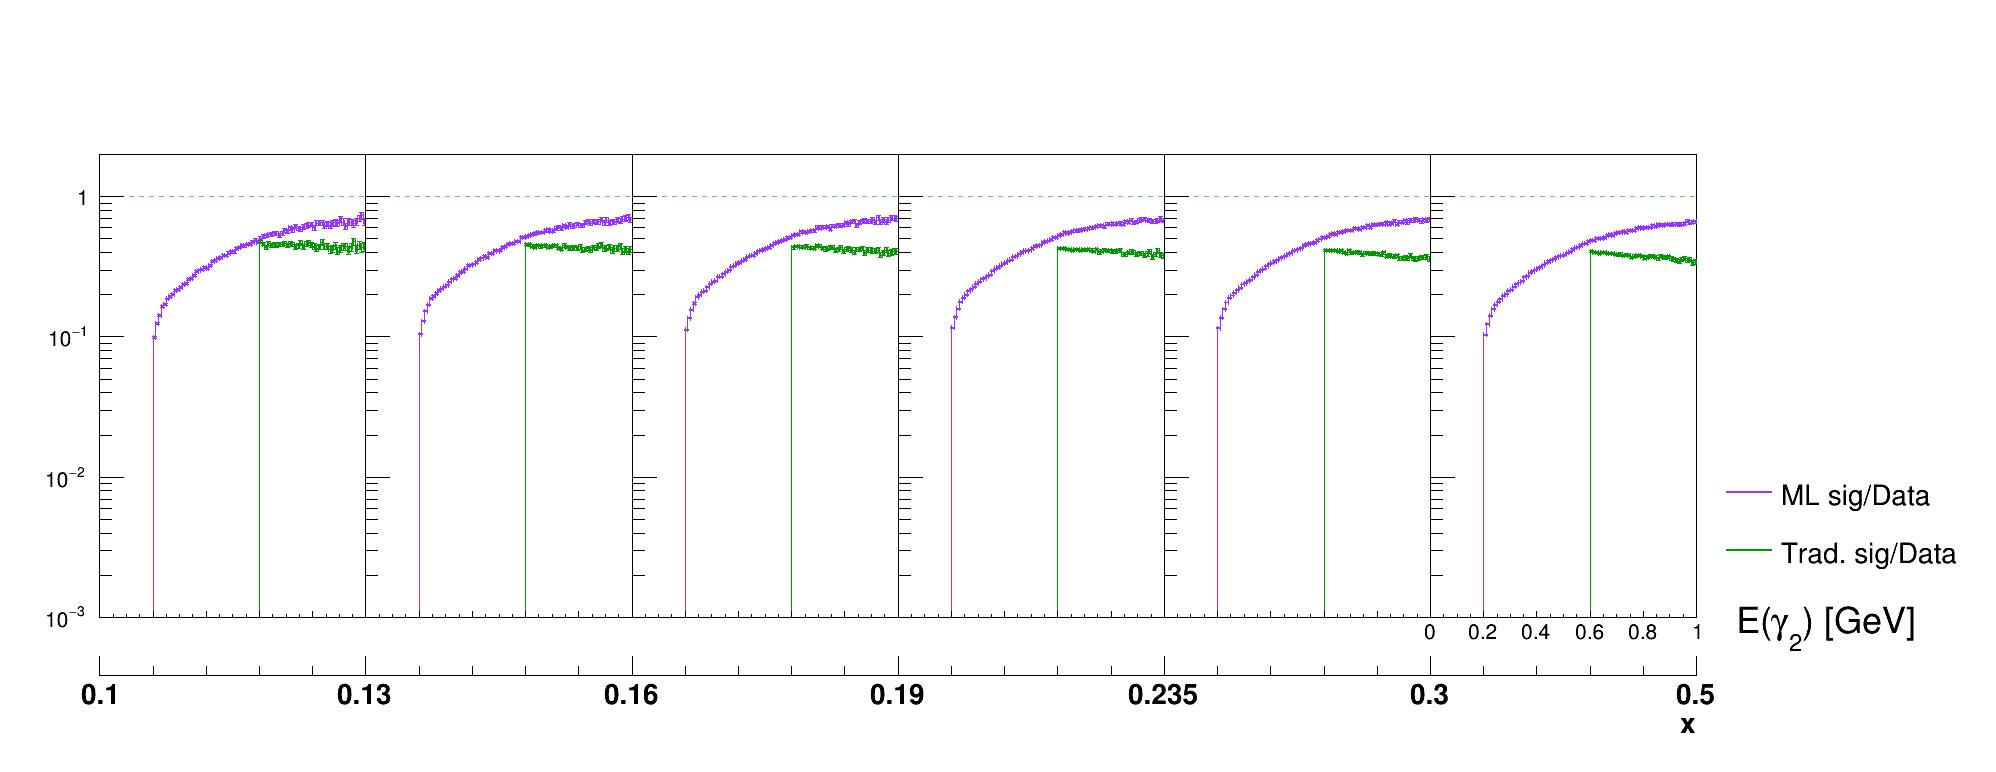 1
10⁻¹
10⁻²
10⁻³
ML sig/Data
Trad. sig/Data
0 0.2 0.4 0.6 0.8 1
E(γ₂) [GeV]
0.1 0.13 0.16 0.19 0.235 0.3 0.5
x